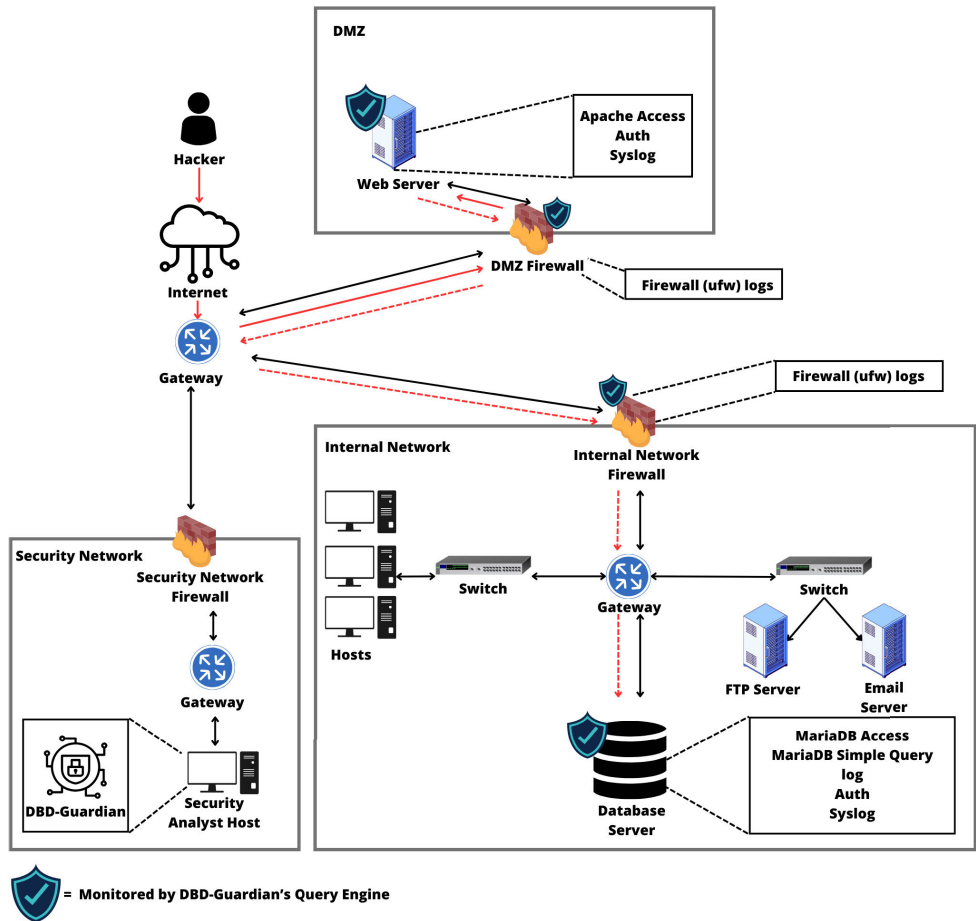 DMZ
Apache Access
Auth
Syslog
Web Server
Hacker
Internet
DMZ Firewall
Firewall (ufw) logs
Gateway
Firewall (ufw) logs
Internal Network
Internal Network
Firewall
Switch
Hosts
Gateway
Switch
FTP Server
Email
Server
Database
Server
MariaDB Access
MariaDB Simple Query
log
Auth
Syslog
Security Network
Security Network
Firewall
Gateway
DBD-Guardian
Security
Analyst Host
= Monitored by DBD-Guardian's Query Engine